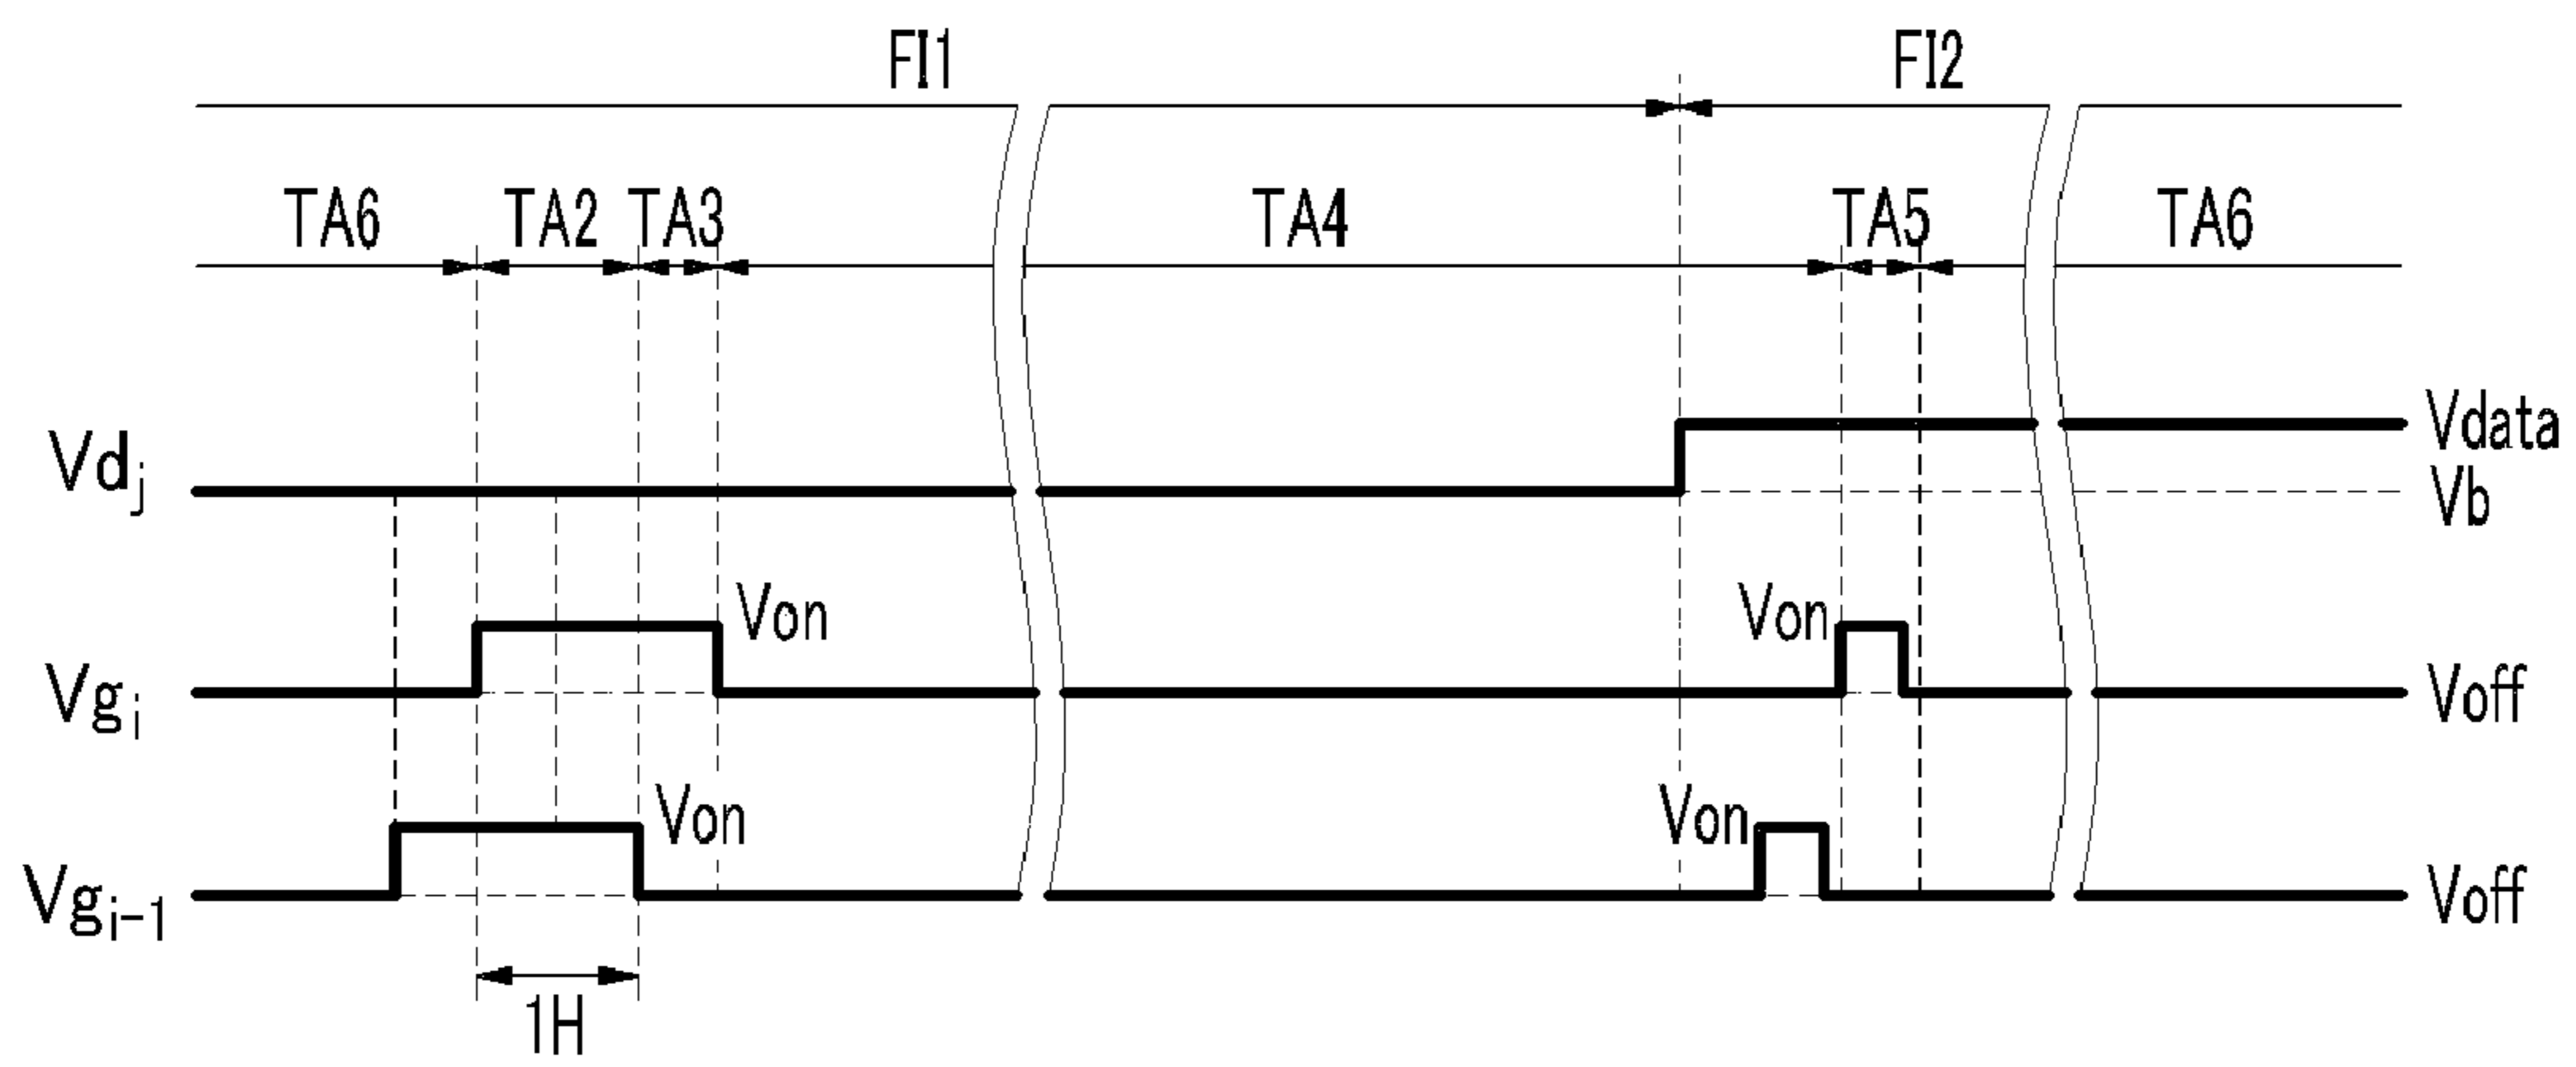 FI1 FI2
TA6 TA2 TA3 TA4 TA5 TA6
Vdj Vdata
Vb
Von Von
Vgi Voff
Von Von
Vgi-1 Voff
1H